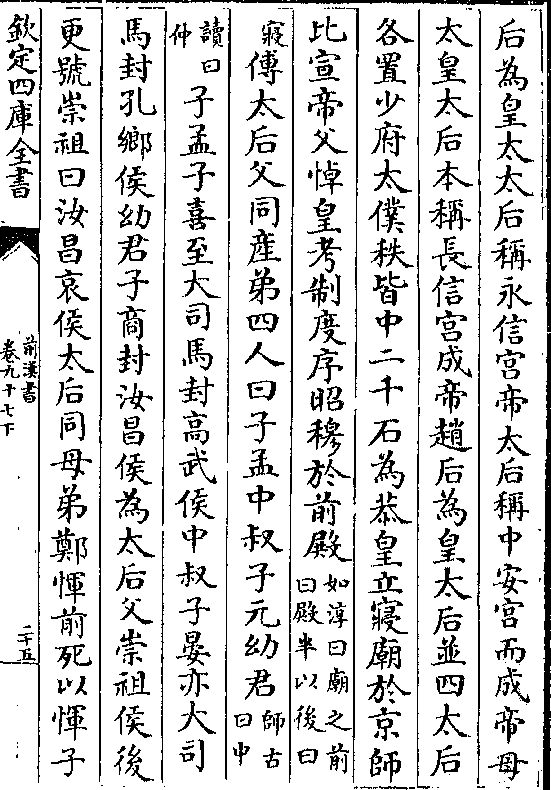 后為皇太太后稱永信宫帝太后稱中安宫而成帝母
太皇太后本稱長信宫成帝趙后為皇太后並四太后
各置少府太僕秩皆中二千石為恭皇立寢廟於京師
比宣帝父悼皇考制度序昭穆於前殿如淳曰廟之前曰殿半以後曰
寢傅太后父同産弟四人曰子孟中叔子元幼君師古曰中
讀曰仲子孟子喜至大司馬封高武侯中叔子晏亦大司
馬封孔鄉侯幼君子商封汝昌侯為太后父崇祖侯後
更號崇祖曰汝昌哀侯太后同母弟鄭惲前死以惲子
欽定四庫全書
前漢書
卷九十七下
二十五